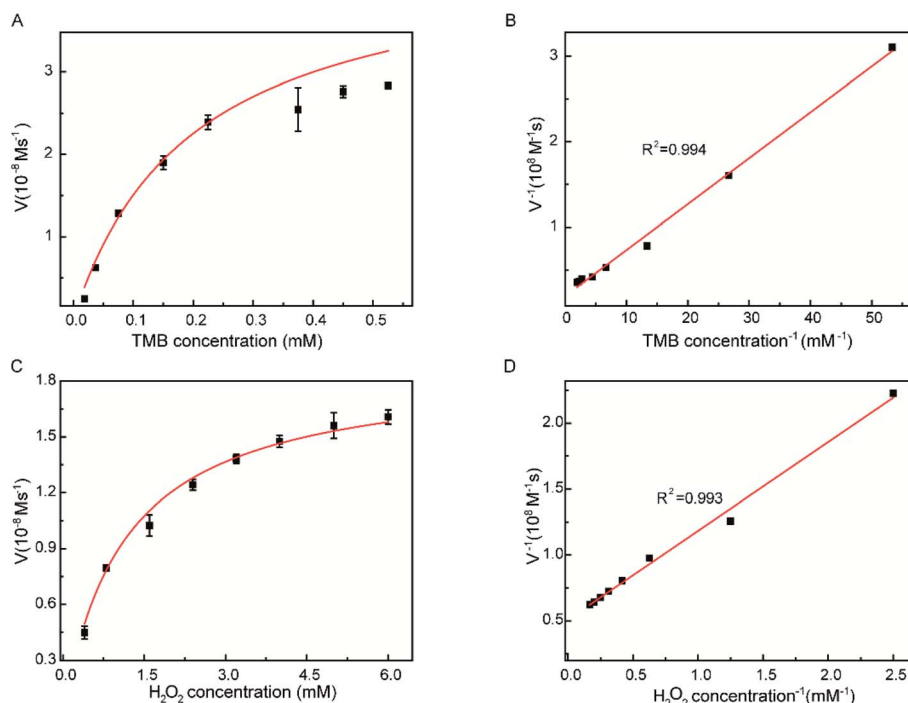 A
V(10⁻⁸ Ms⁻¹)
3
2
1
0.0 0.1 0.2 0.3 0.4 0.5
TMB concentration (mM)
B
V⁻¹(10⁸ M⁻¹s)
3
2
1
R²=0.994
0 10 20 30 40 50
TMB concentration⁻¹ (mM⁻¹)
C
V(10⁻⁸ Ms⁻¹)
1.8
1.5
1.2
0.9
0.6
0.3
0.0 1.5 3.0 4.5 6.0
H₂O₂ concentration (mM)
D
V⁻¹(10⁸ M⁻¹s)
2.0
1.5
1.0
0.5
R²=0.993
0.0 0.5 1.0 1.5 2.0 2.5
H₂O₂ concentration⁻¹ (mM⁻¹)